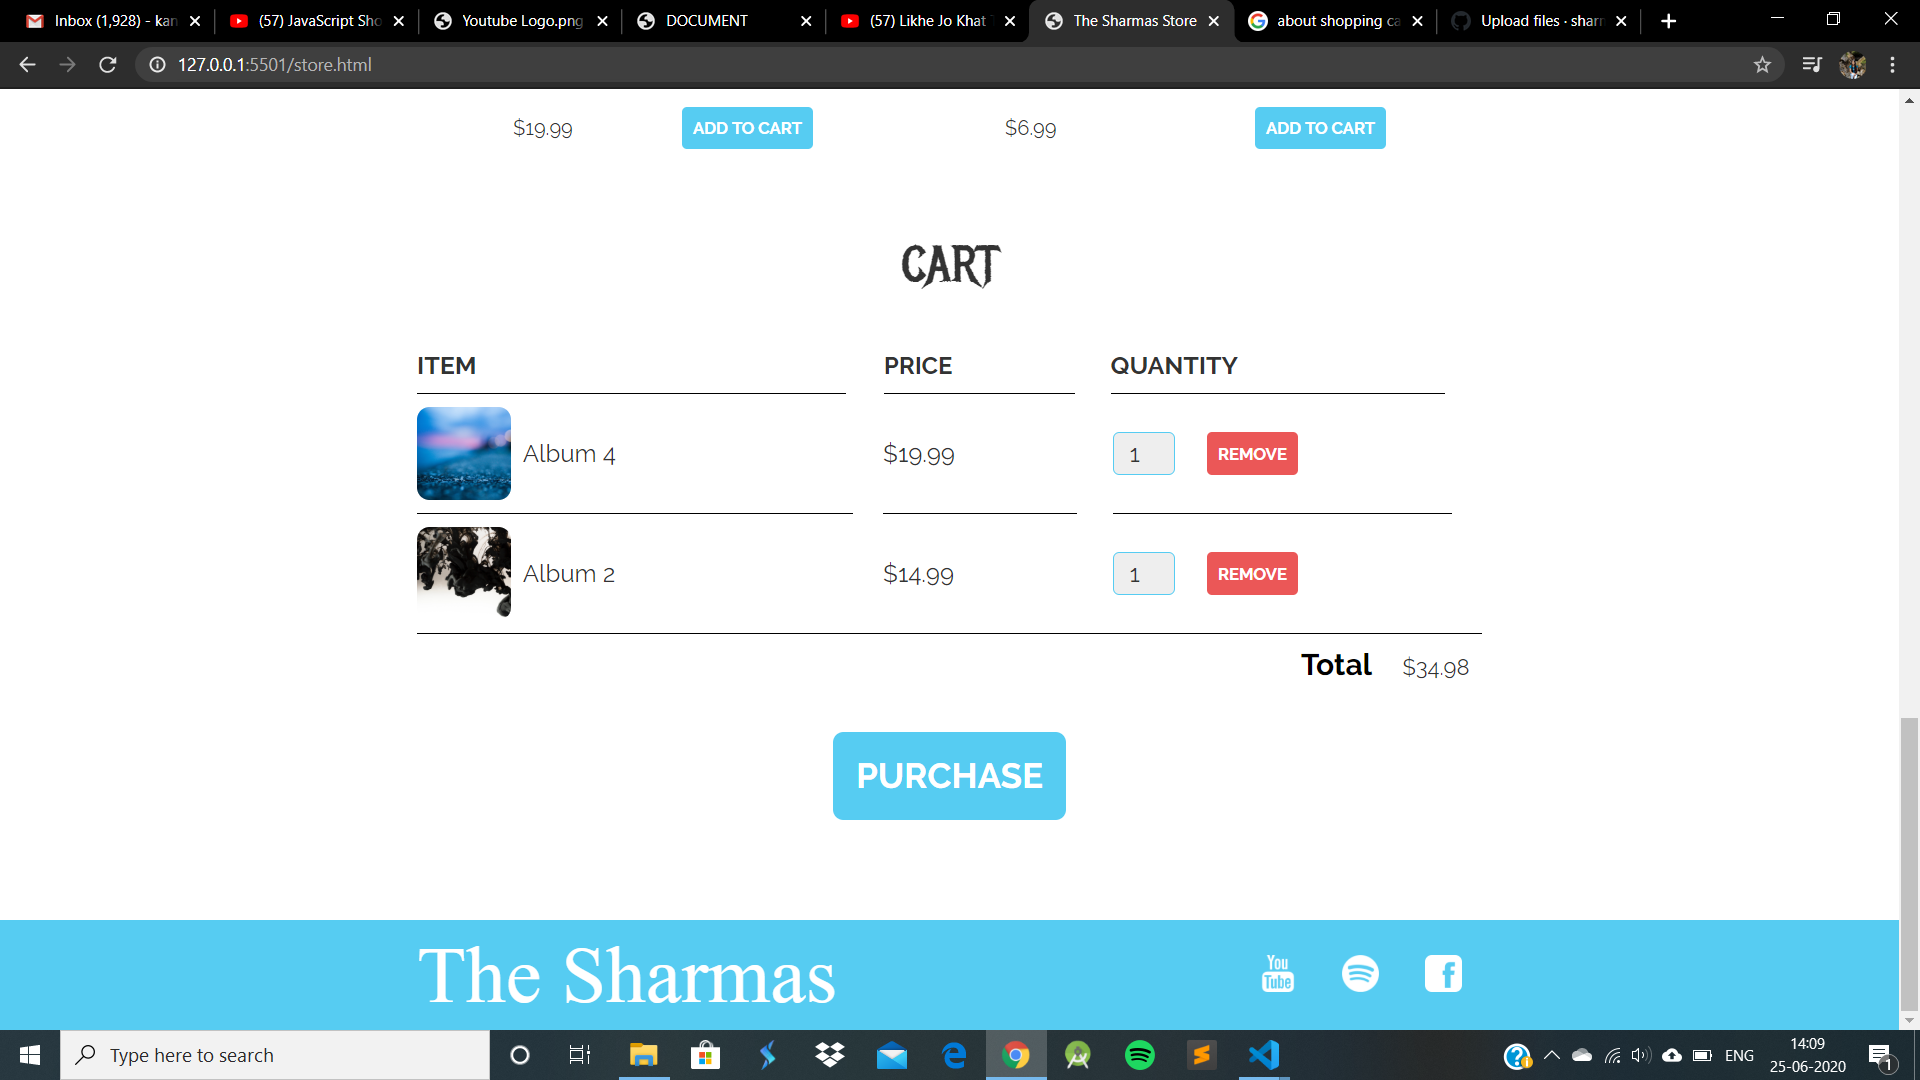 Inbox (1,928) - kan
(57) JavaScript Sho
Youtube Logo.png
DOCUMENT
(57) Likhe Jo Khat
The Sharmas Store
about shopping ca
Upload files · shar
127.0.0.1:5501/store.html
$19.99 ADD TO CART $6.99 ADD TO CART
CART
ITEM PRICE QUANTITY
Album 4 $19.99 1 REMOVE
Album 2 $14.99 1 REMOVE
Total $34.98
PURCHASE
The Sharmas
You
Tube
Type here to search
ENG
14:09
25-06-2020
1